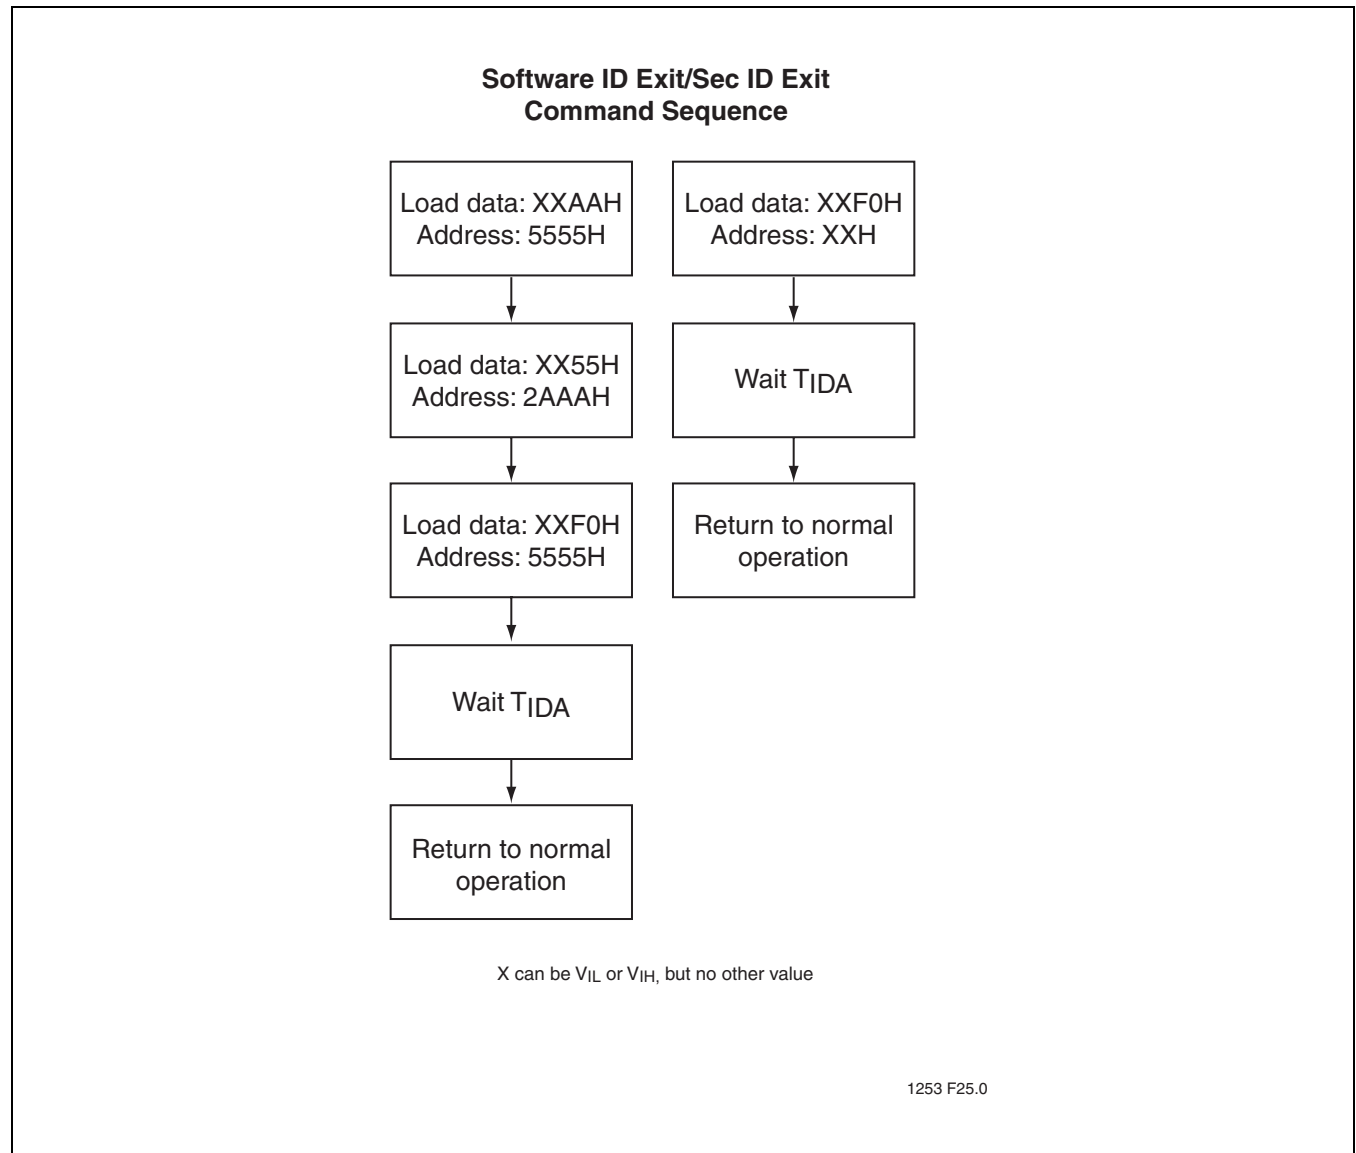 Software ID Exit/Sec ID Exit
Command Sequence
Load data: XXAAH
Address: 5555H
Load data: XX55H
Address: 2AAAH
Load data: XXF0H
Address: 5555H
Wait TIDA
Return to normal
operation
Load data: XXF0H
Address: XXH
Wait TIDA
Return to normal
operation
X can be VIL or VIH, but no other value
1253 F25.0